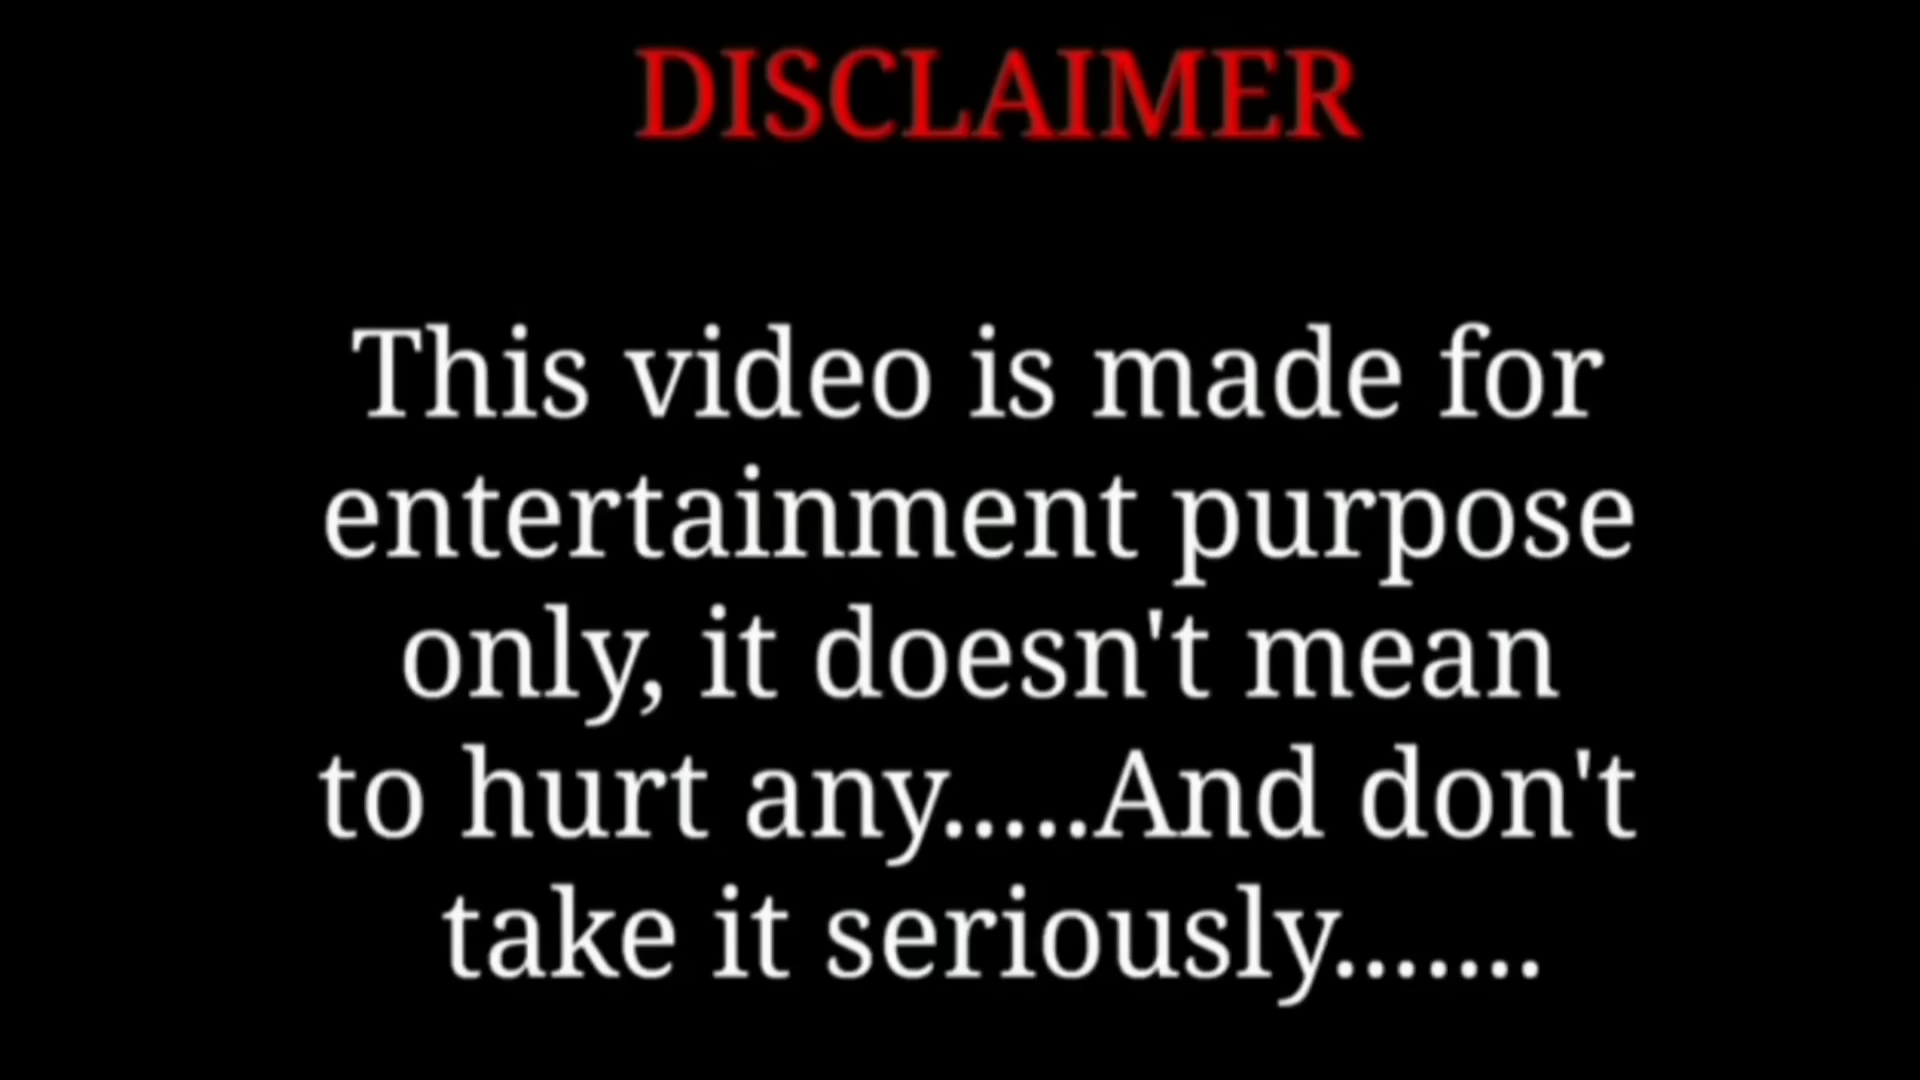 DISCLAIMER
This video is made for
entertainment purpose
only, it doesn't mean
to hurt any.....And don't
take it seriously.......